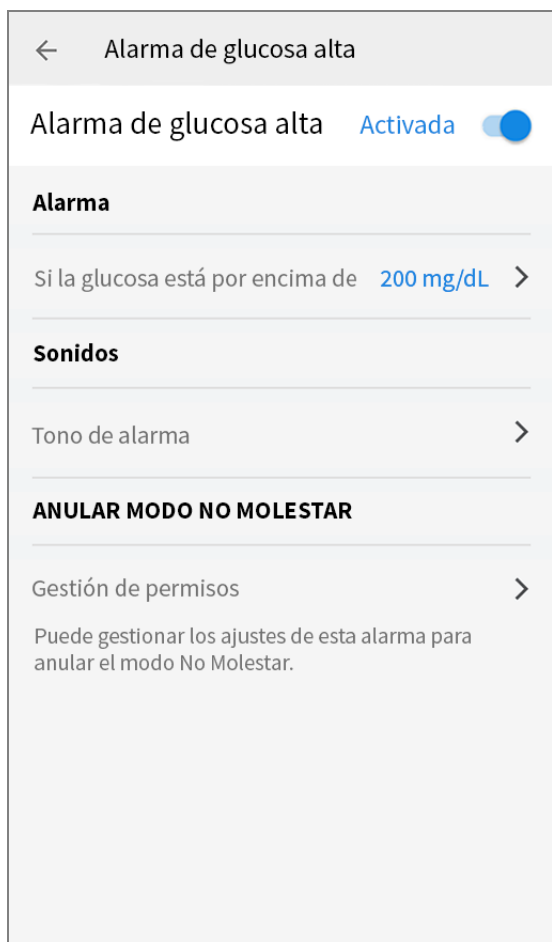 Alarma de glucosa alta
Alarma de glucosa alta Activada
Alarma
Si la glucosa está por encima de 200 mg/dL
Sonidos
Tono de alarma
ANULAR MODO NO MOLESTAR
Gestión de permisos
Puede gestionar los ajustes de esta alarma para
anular el modo No Molestar.